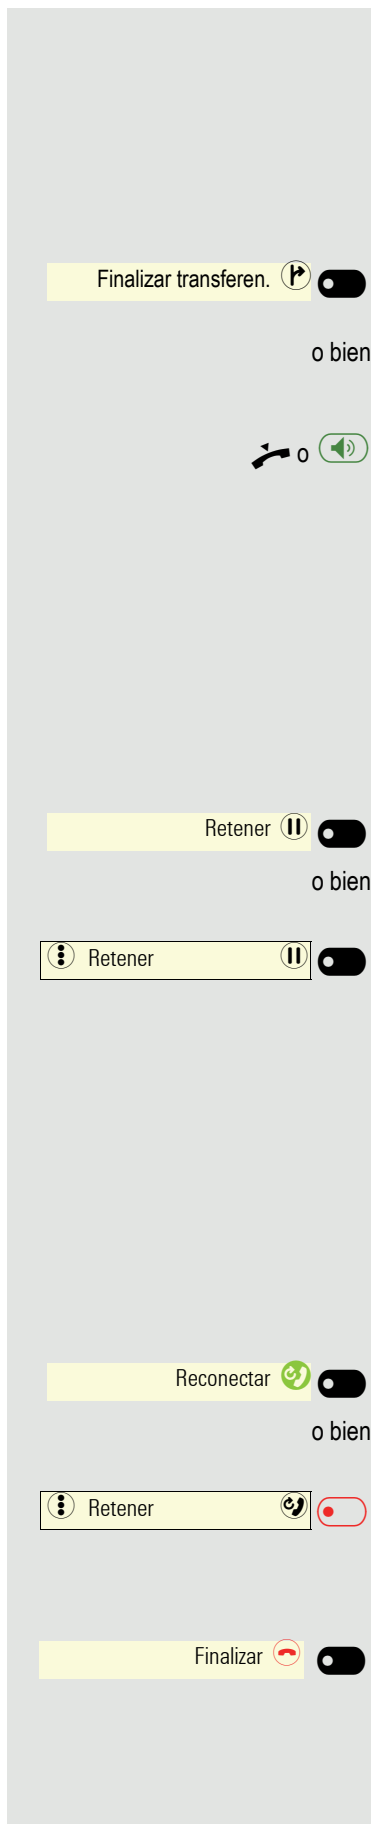 Finalizar transferen.
o bien
o
Retener
o bien
Retener
Reconectar
o bien
Retener
Finalizar